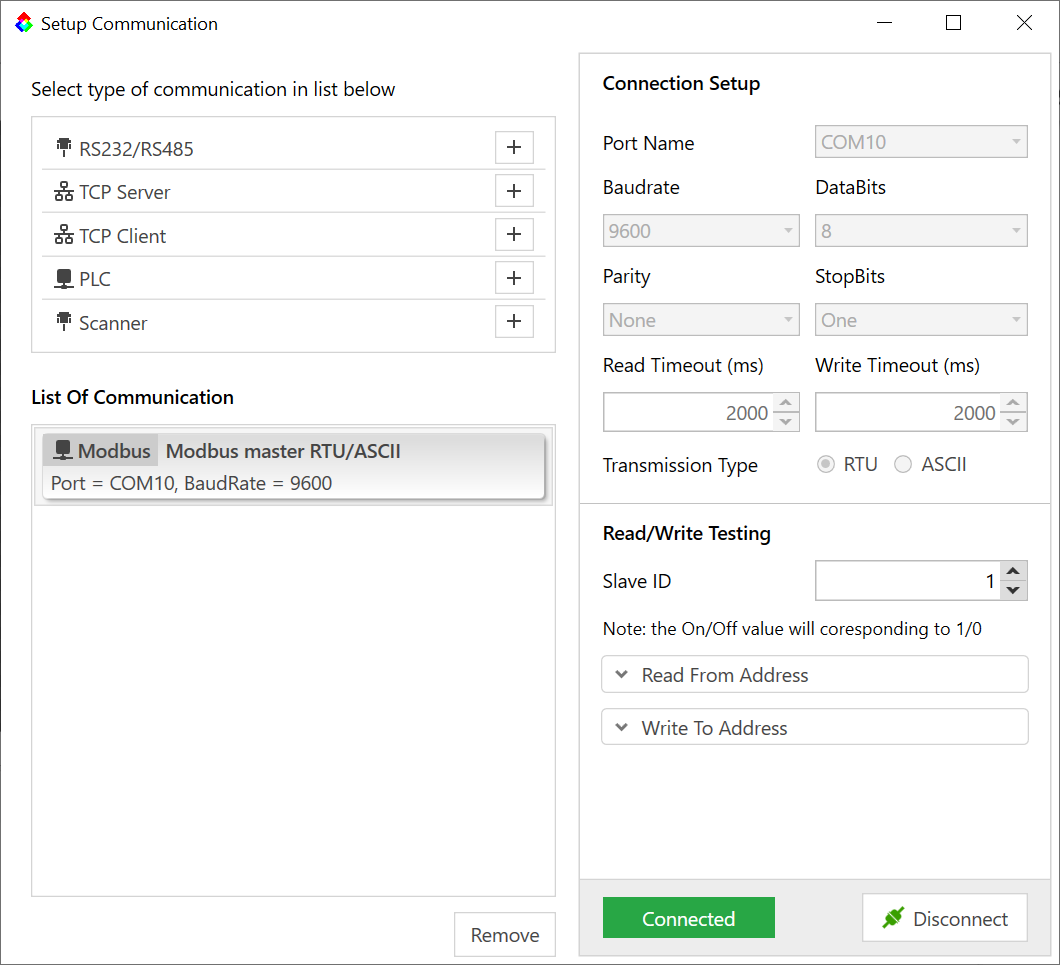 Setup Communication
Select type of communication in list below
RS232/RS485
TCP Server
TCP Client
PLC
Scanner
List Of Communication
Modbus Modbus master RTU/ASCII
Port = COM10, BaudRate = 9600
Remove
Connection Setup
Port Name COM10
Baudrate DataBits
9600 8
Parity StopBits
None One
Read Timeout (ms) Write Timeout (ms)
2000 2000
Transmission Type RTU ASCII
Read/Write Testing
Slave ID 1
Note: the On/Off value will coresponding to 1/0
Read From Address
Write To Address
Connected Disconnect